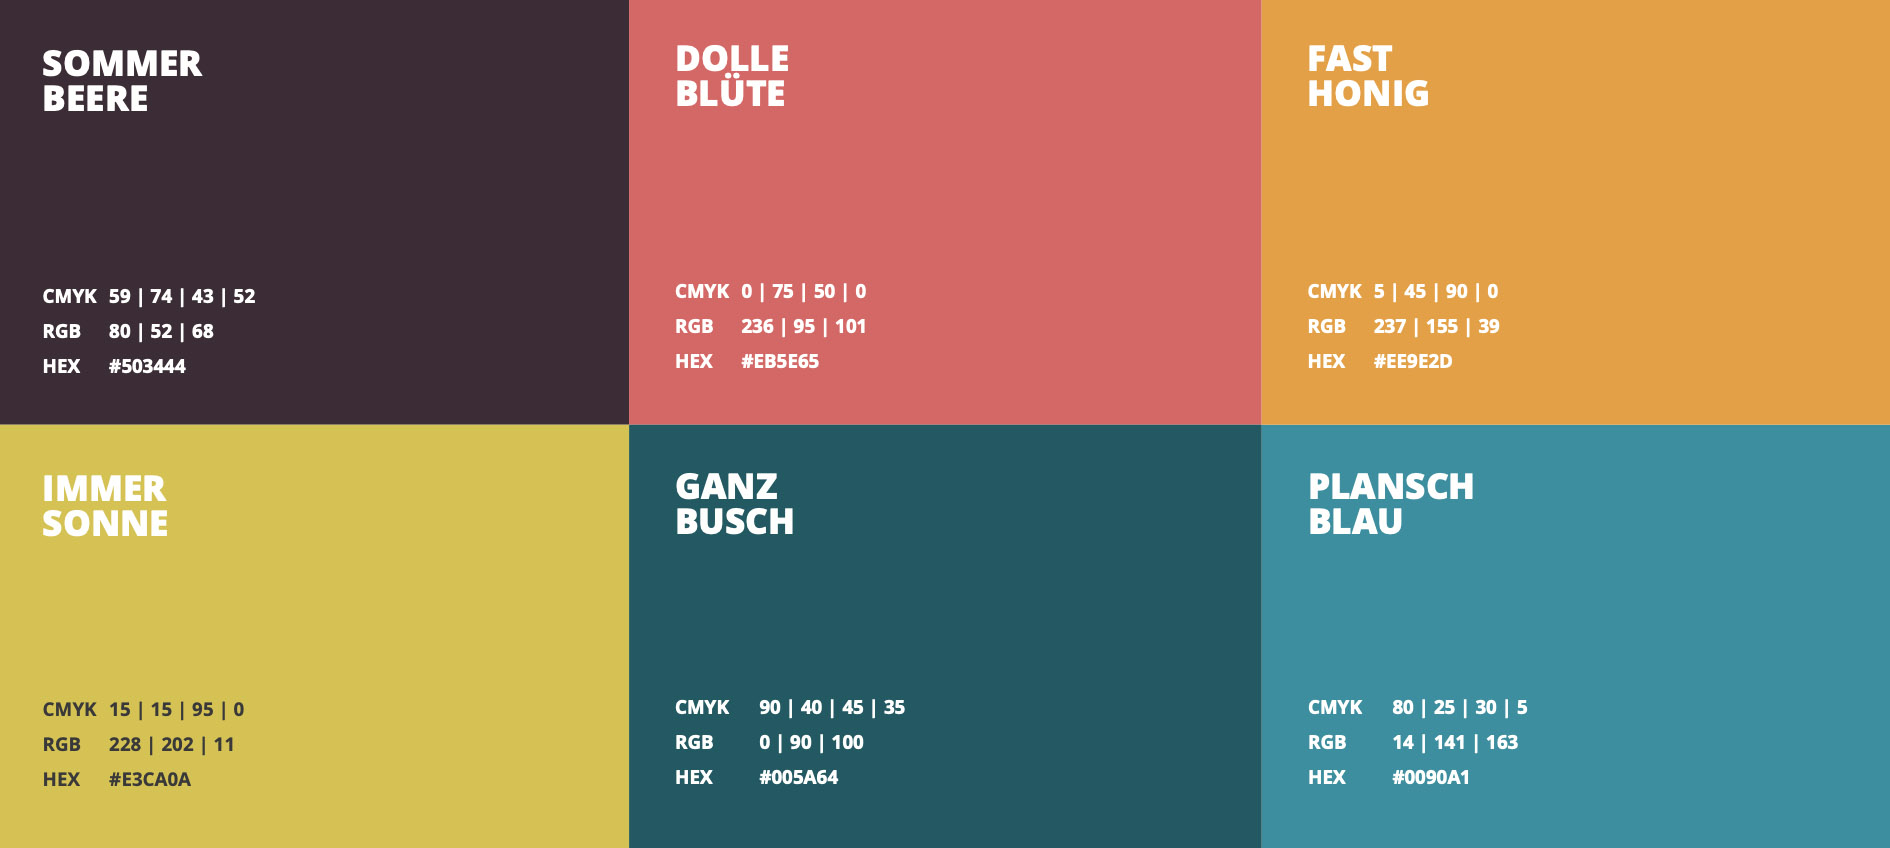 SOMMER
BEERE
CMYK 59 | 74 | 43 | 52
RGB 80 | 52 | 68
HEX #503444
DOLLE
BLÜTE
CMYK 0 | 75 | 50 | 0
RGB 236 | 95 | 101
HEX #EB5E65
FAST
HONIG
CMYK 5 | 45 | 90 | 0
RGB 237 | 155 | 39
HEX #EE9E2D
IMMER
SONNE
CMYK 15 | 15 | 95 | 0
RGB 228 | 202 | 11
HEX #E3CA0A
GANZ
BUSCH
CMYK 90 | 40 | 45 | 35
RGB 0 | 90 | 100
HEX #005A64
PLANSCH
BLAU
CMYK 80 | 25 | 30 | 5
RGB 14 | 141 | 163
HEX #0090A1